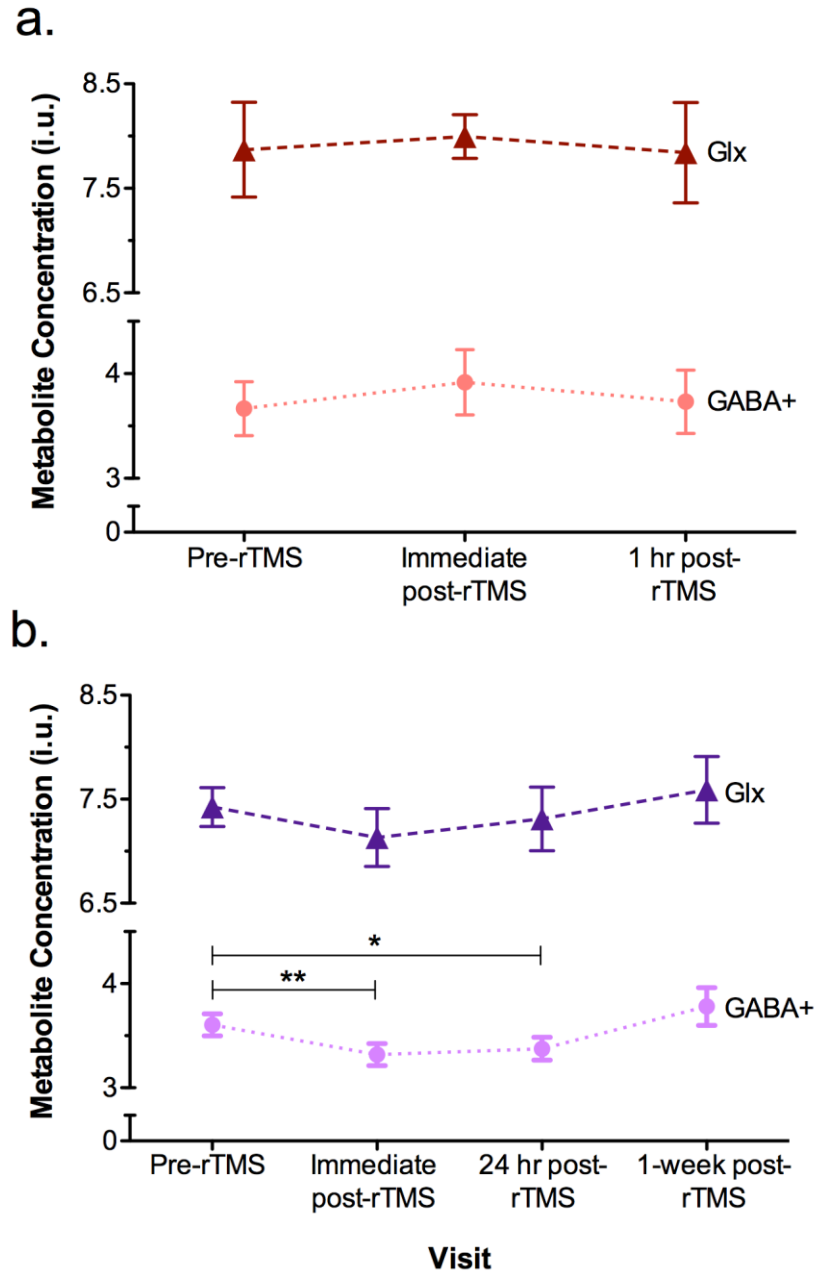 a.
Metabolite Concentration (i.u.)
8.5
7.5
6.5
4
3
0
Glx
GABA+
Pre-rTMS
Immediate
post-rTMS
1 hr post-
rTMS
b.
Metabolite Concentration (i.u.)
8.5
7.5
6.5
4
3
0
Glx
*
**
GABA+
Pre-rTMS
Immediate
post-rTMS
24 hr post-
rTMS
1-week post-
rTMS
Visit